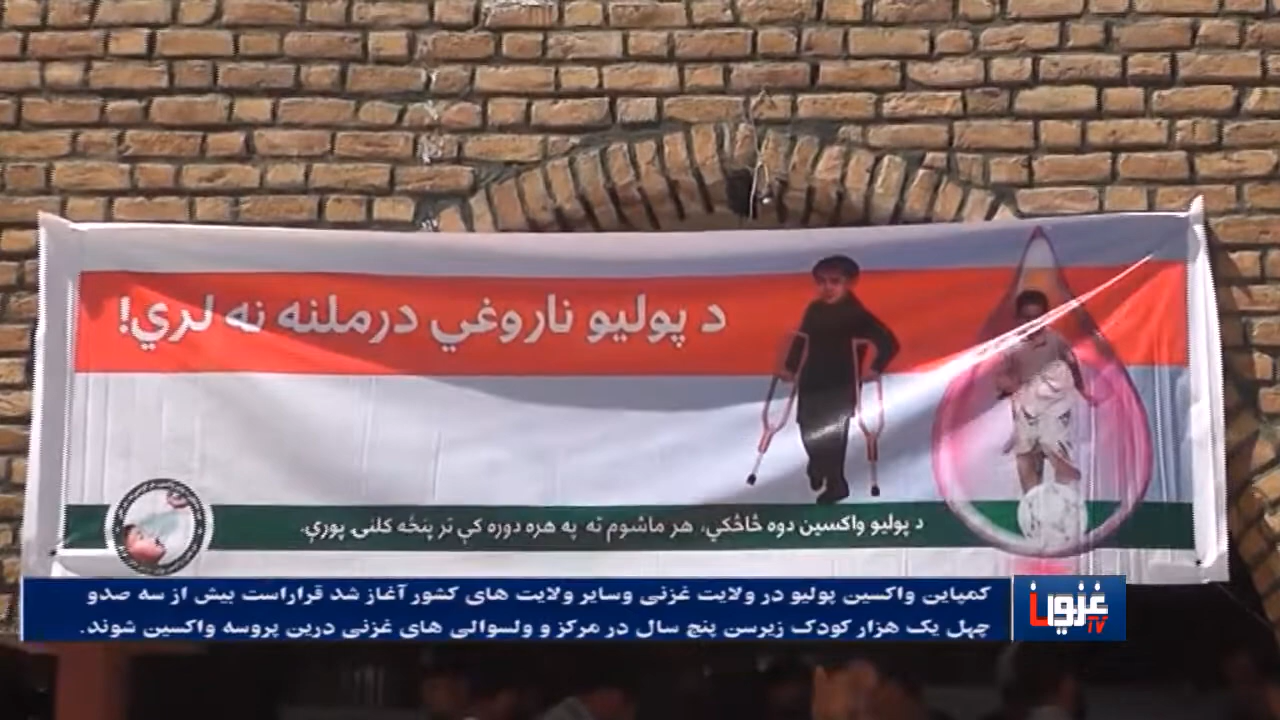 د پولیو ناروغي درملنه نه لري!
د پولیو واکسین دوه څاڅکي، هر ماشوم ته په هره دوره کې تر پنځه کلنۍ پورې.
کمپاین واکسین پولیو در ولایت غزنی وسایر ولایت های کشور آغاز شد قراراست بیش از سه صدو
چهل یک هزار کودک زیرسن پنج سال در مرکز و ولسوالی های غزنی درین پروسه واکسین شوند.
TV